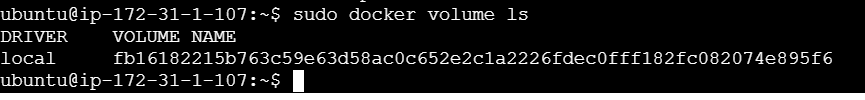 ubuntu@ip-172-31-1-107:~$ sudo docker volume ls
DRIVER    VOLUME NAME
local     fb16182215b763c59e63d58ac0c652e2c1a2226fdec0fff182fc082074e895f6
ubuntu@ip-172-31-1-107:~$